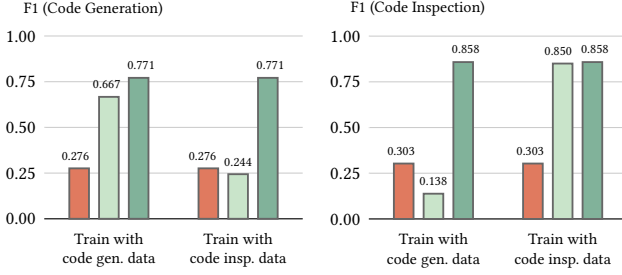 F1 (Code Generation)
1.00
0.75
0.50
0.25
0.00
0.276
0.667
0.771
0.276
0.244
0.771
Train with
code gen. data
Train with
code insp. data
F1 (Code Inspection)
1.00
0.75
0.50
0.25
0.00
0.303
0.138
0.858
0.303
0.850
0.858
Train with
code gen. data
Train with
code insp. data